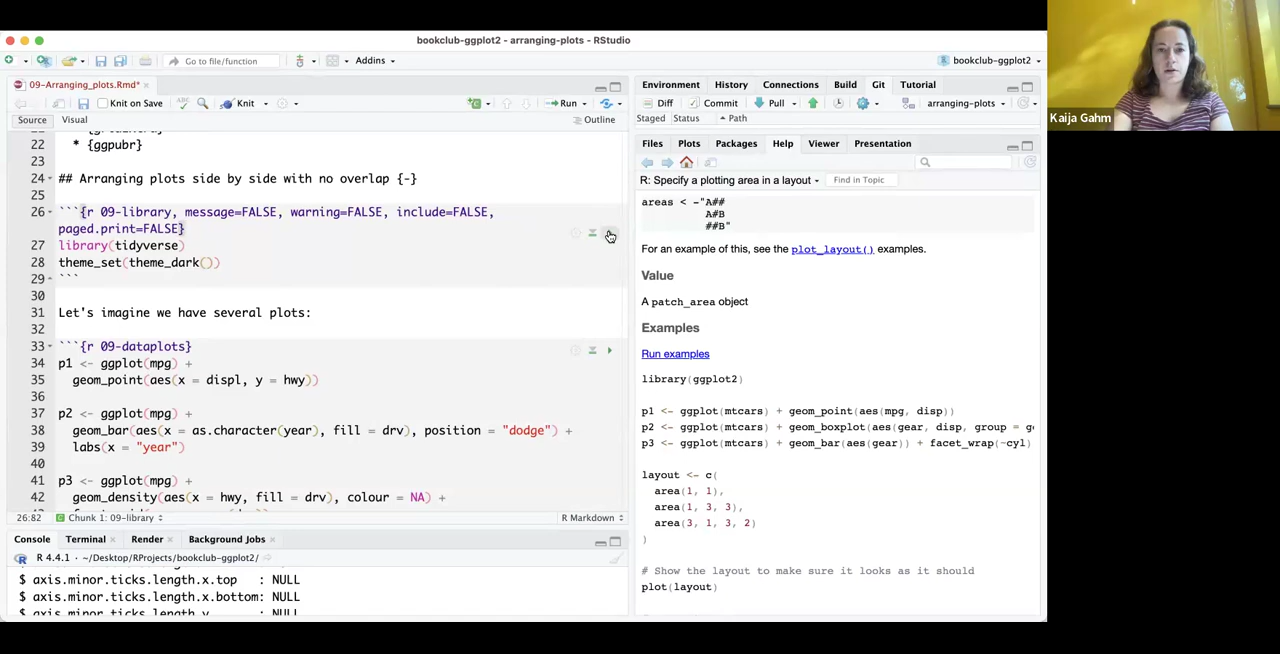 bookclub-ggplot2 - arranging-plots - RStudio
Go to file/function
Addins
bookclub-ggplot2
09-Arranging_plots.Rmd*
Knit on Save
Knit
Run
Source
Visual
Outline
22 * {ggpubr}
23
24 ## Arranging plots side by side with no overlap {-}
25
26 ```{r 09-library, message=FALSE, warning=FALSE, include=FALSE,
paged.print=FALSE}
27 library(tidyverse)
28 theme_set(theme_dark())
29 ```
30
31 Let's imagine we have several plots:
32
33 ```{r 09-dataplots}
34 p1 <- ggplot(mpg) +
35 geom_point(aes(x = displ, y = hwy))
36
37 p2 <- ggplot(mpg) +
38 geom_bar(aes(x = as.character(year), fill = drv), position = "dodge") +
39 labs(x = "year")
40
41 p3 <- ggplot(mpg) +
42 geom_density(aes(x = hwy, fill = drv), colour = NA) +
26:82 Chunk 1: 09-library R Markdown
Console Terminal Render Background Jobs
R 4.4.1 · ~/Desktop/RProjects/bookclub-ggplot2/
$ axis.minor.ticks.length.x.top : NULL
$ axis.minor.ticks.length.x.bottom: NULL
$ axis.minor.ticks.length.y : NULL
Environment History Connections Build Git Tutorial
Diff Commit Pull arranging-plots
Staged Status Path
Files Plots Packages Help Viewer Presentation
R: Specify a plotting area in a layout Find in Topic
areas < -"A##
A#B
##B"
For an example of this, see the plot_layout() examples.
Value
A patch_area object
Examples
Run examples
library(ggplot2)
p1 <- ggplot(mtcars) + geom_point(aes(mpg, disp))
p2 <- ggplot(mtcars) + geom_boxplot(aes(gear, disp, group = g
p3 <- ggplot(mtcars) + geom_bar(aes(gear)) + facet_wrap(~cyl)
layout <- c(
area(1, 1),
area(1, 3, 3),
area(3, 1, 3, 2)
)
# Show the layout to make sure it looks as it should
plot(layout)
Kaija Gahm